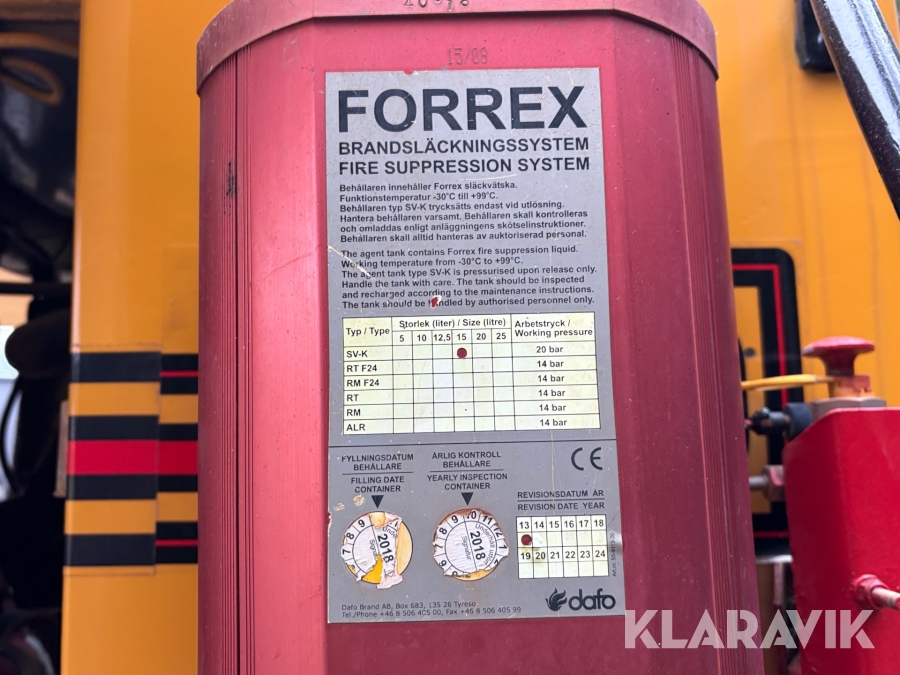 15/09
FORREX
BRANDSLÄCKNINGSSYSTEM
FIRE SUPPRESSION SYSTEM
Behållaren innehåller Forrex släckvätska.
Funktionstemperatur -30°C till +99°C.
Behållaren typ SV-K trycksätts endast vid utlösning.
Hantera behållaren varsamt. Behållaren skall kontrolleras
och omladdas enligt anläggningens skötselinstruktioner.
Behållaren skall alltid hanteras av auktoriserad personal.
The agent tank contains Forrex fire suppression liquid.
Working temperature from -30°C to +99°C.
The agent tank type SV-K is pressurised upon release only.
Handle the tank with care. The tank should be inspected
and recharged according to the maintenance instructions.
The tank should be handled by authorised personnel only.
Typ / Type Storlek (liter) / Size (litre) Arbetstryck / Working pressure
5 10 12,5 15 20 25
SV-K 20 bar
RT F24 14 bar
RM F24 14 bar
RT 14 bar
RM 14 bar
ALR 14 bar
FYLLNINGSDATUM
BEHÅLLARE
FILLING DATE
CONTAINER
ÅRLIG KONTROLL
BEHÅLLARE
YEARLY INSPECTION
CONTAINER
CE
REVISIONSDATUM ÅR
REVISION DATE YEAR
13 14 15 16 17 18
19 20 21 22 23 24
7 8 9
2018
7 8 9 10 11 12
2018
Dafo Brand AB, Box 683, 135 26 Tyresö
Tel./Phone +46 8 506 405 00, Fax +46 8 506 405 99
dafo
KLARAVIK